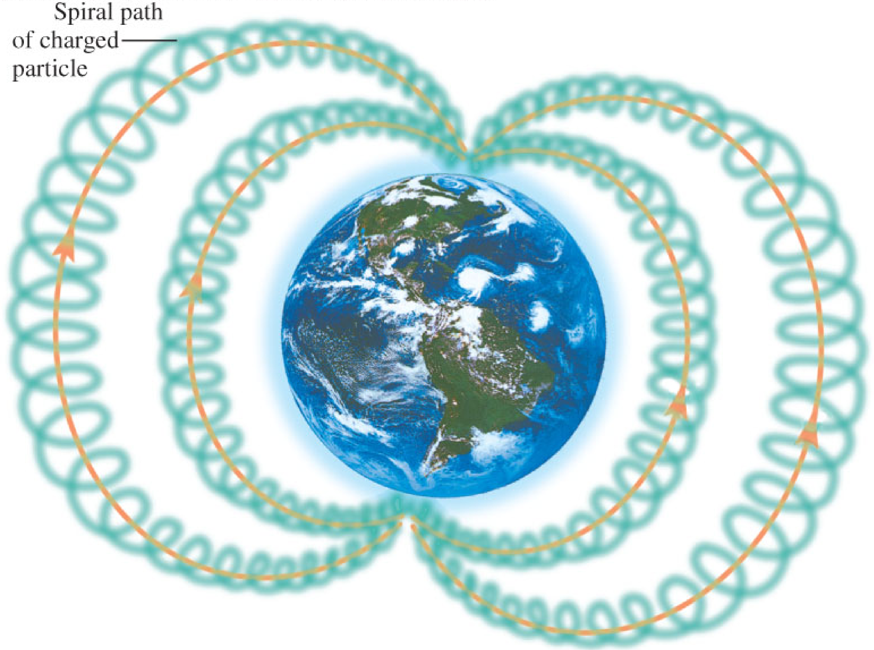 Spiral path
of charged
particle